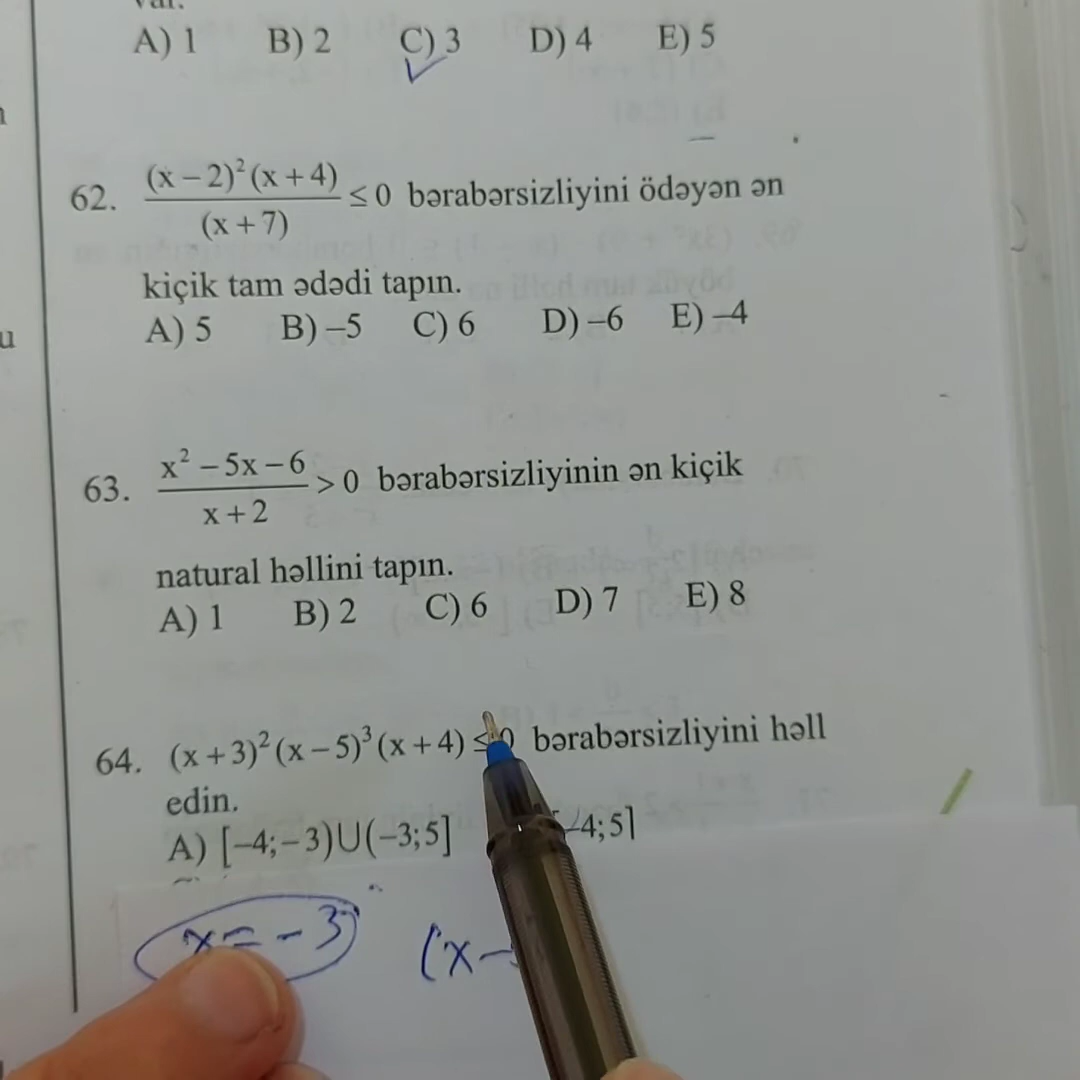 var.
A) 1 B) 2 C) 3 D) 4 E) 5
62. (x – 2)²(x + 4) / (x + 7) ≤ 0 bərabərsizliyini ödəyən ən
kiçik tam ədədi tapın.
A) 5 B) –5 C) 6 D) –6 E) –4
63. x² – 5x – 6 / x + 2 > 0 bərabərsizliyinin ən kiçik
natural həllini tapın.
A) 1 B) 2 C) 6 D) 7 E) 8
64. (x + 3)²(x – 5)³(x + 4) ≤ 0 bərabərsizliyini həll
edin.
A) [–4;–3)∪(–3;5] [–4;5]
x = –3 (x –